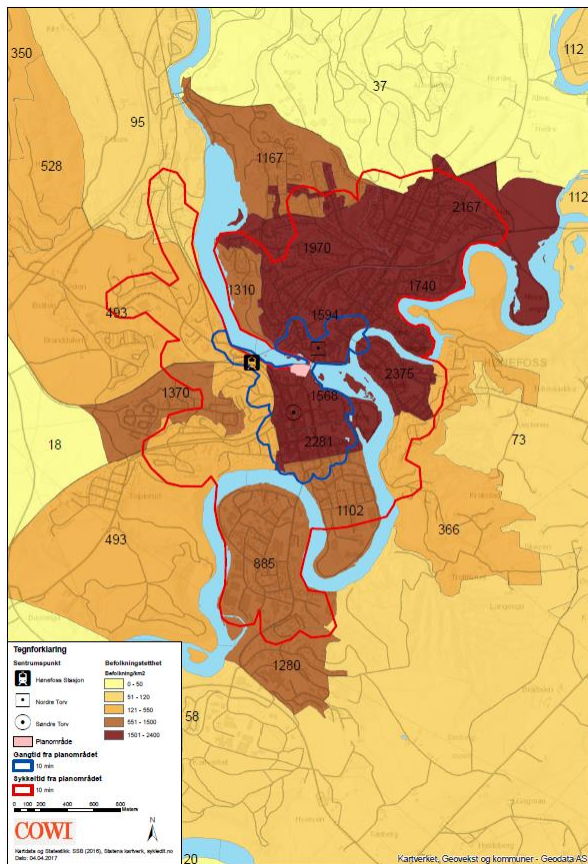 350
112
37
95
528
1167
2167
112
1970
1740
1310
1594
493
HØNEFOSS
2375
1370
1568
18
2281
73
1102
366
493
885
1280
58
20
Tegnforklaring
Sentrumspunkt
Hønefoss Stasjon
Nordre Torv
Søndre Torv
Planområde
Gangtid fra planområdet
10 min
Sykkeltid fra planområdet
10 min
Befolkningstetthet
Befolkning/km2
0 - 50
51 - 120
121 - 550
551 - 1500
1501 - 2400
0 100 200 400 600 800
Meters
COWI
N
Kartdata og Statestikk: SSB (2016), Statens kartverk, sykledit.no
Dato: 04.04.2017
Kartverket, Geovekst og kommuner - Geodata AS